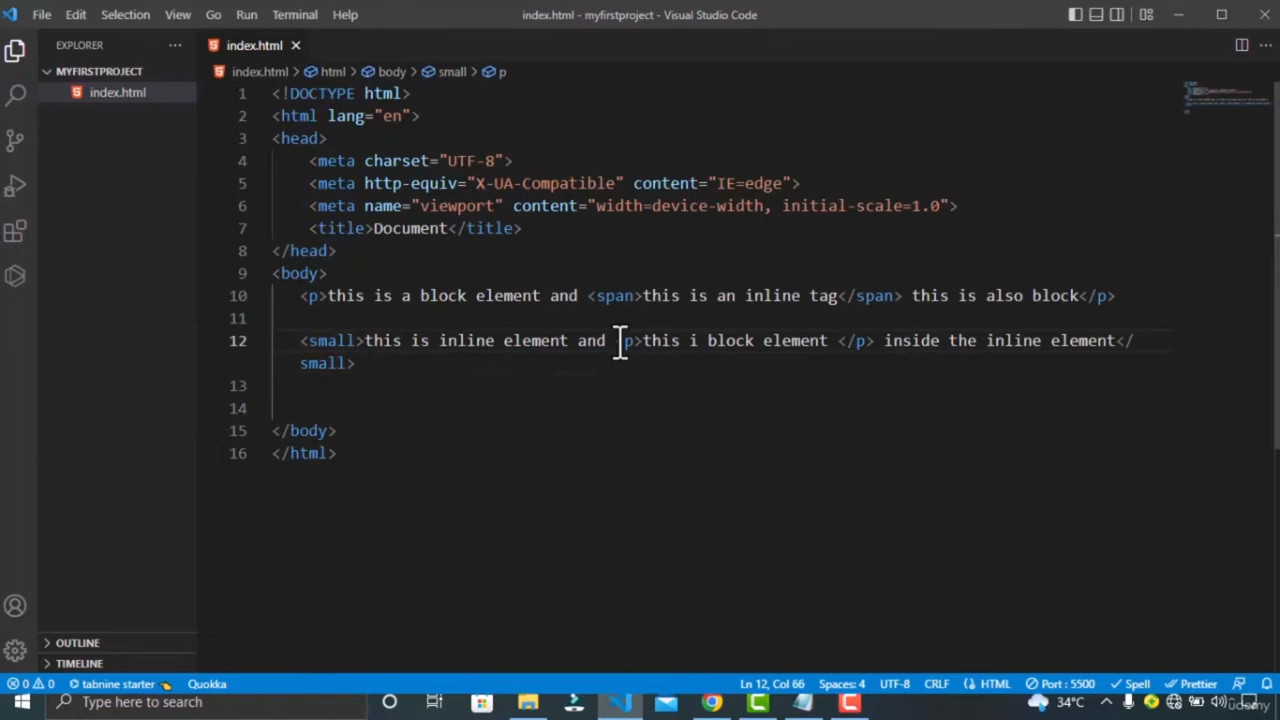 File Edit Selection View Go Run Terminal Help index.html - myfirstproject - Visual Studio Code
EXPLORER
index.html
MYFIRSTPROJECT
index.html
index.html > html > body > small > p
1 <!DOCTYPE html>
2 <html lang="en">
3 <head>
4 <meta charset="UTF-8">
5 <meta http-equiv="X-UA-Compatible" content="IE=edge">
6 <meta name="viewport" content="width=device-width, initial-scale=1.0">
7 <title>Document</title>
8 </head>
9 <body>
10 <p>this is a block element and <span>this is an inline tag</span> this is also block</p>
11
12 <small>this is inline element and <p>this i block element </p> inside the inline element</
small>
13
14
15 </body>
16 </html>
OUTLINE
TIMELINE
0 0 tabnine starter Quokka Ln 12, Col 66 Spaces: 4 UTF-8 CRLF HTML Port : 5500 Spell Prettier
Type here to search 34°C
udemy